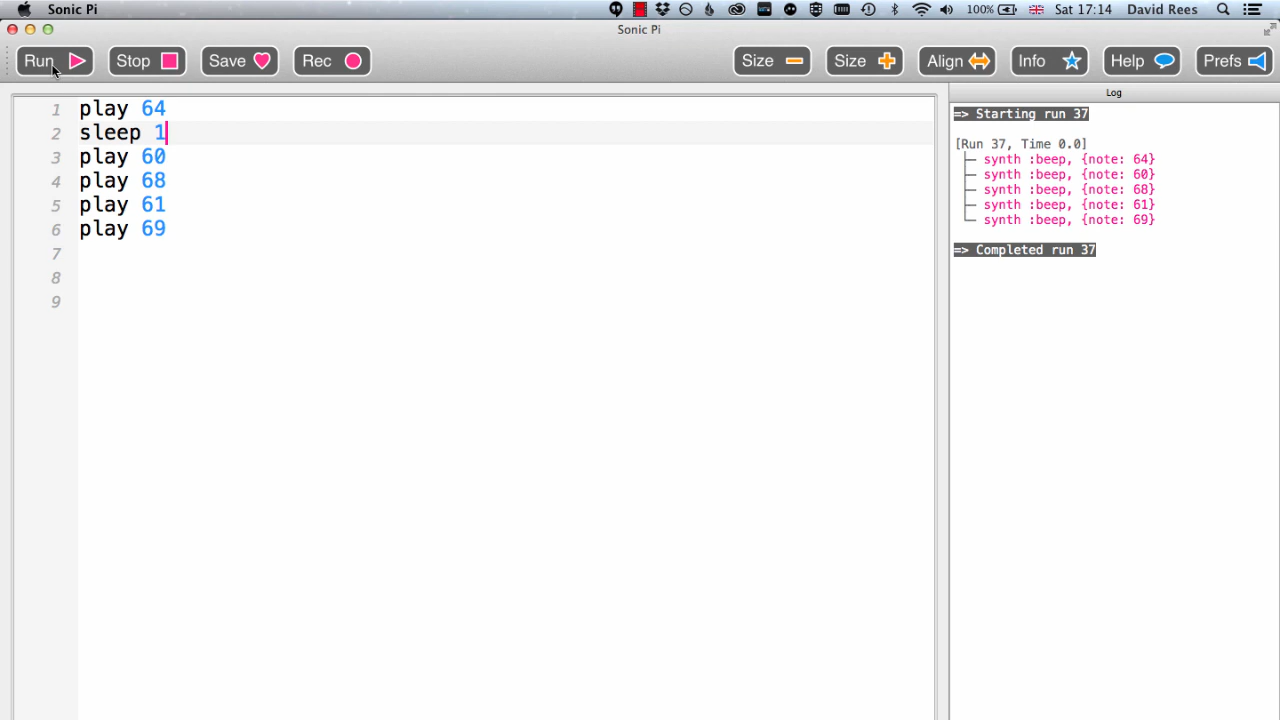 Sonic Pi
100% Sat 17:14 David Rees
Sonic Pi
Run Stop Save Rec Size Size Align Info Help Prefs
Log
1 play 64
2 sleep 1
3 play 60
4 play 68
5 play 61
6 play 69
7
8
9
=> Starting run 37
[Run 37, Time 0.0]
synth :beep, {note: 64}
synth :beep, {note: 60}
synth :beep, {note: 68}
synth :beep, {note: 61}
synth :beep, {note: 69}
=> Completed run 37